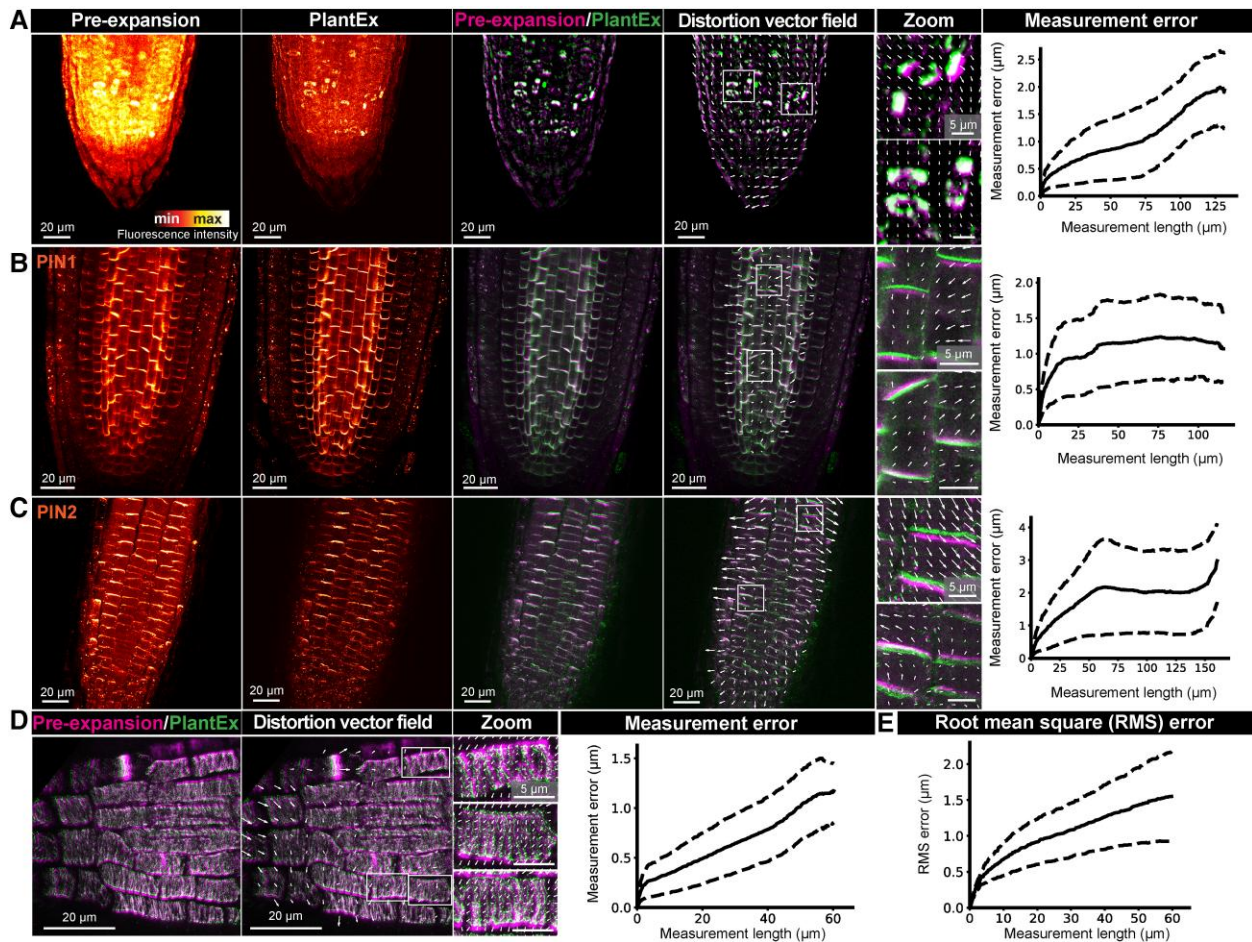 A Pre-expansion PlantEx Pre-expansion/PlantEx Distortion vector field Zoom Measurement error
min max
Fluorescence intensity
20 µm 20 µm 20 µm 20 µm
5 µm
Measurement error (µm)
2.5
2.0
1.5
1.0
0.5
0.0
0 25 50 75 100 125
Measurement length (µm)
B
PIN1
20 µm 20 µm 20 µm 20 µm
5 µm
Measurement error (µm)
2.0
1.5
1.0
0.5
0.0
0 25 50 75 100
Measurement length (µm)
C
PIN2
20 µm 20 µm 20 µm 20 µm
5 µm
Measurement error (µm)
4
3
2
1
0
0 25 50 75 100 125 150
Measurement length (µm)
D Pre-expansion/PlantEx Distortion vector field Zoom Measurement error
20 µm 20 µm
5 µm
Measurement error (µm)
1.5
1.0
0.5
0.0
0 20 40 60
Measurement length (µm)
E Root mean square (RMS) error
RMS error (µm)
2.0
1.5
1.0
0.5
0.0
0 10 20 30 40 50 60
Measurement length (µm)